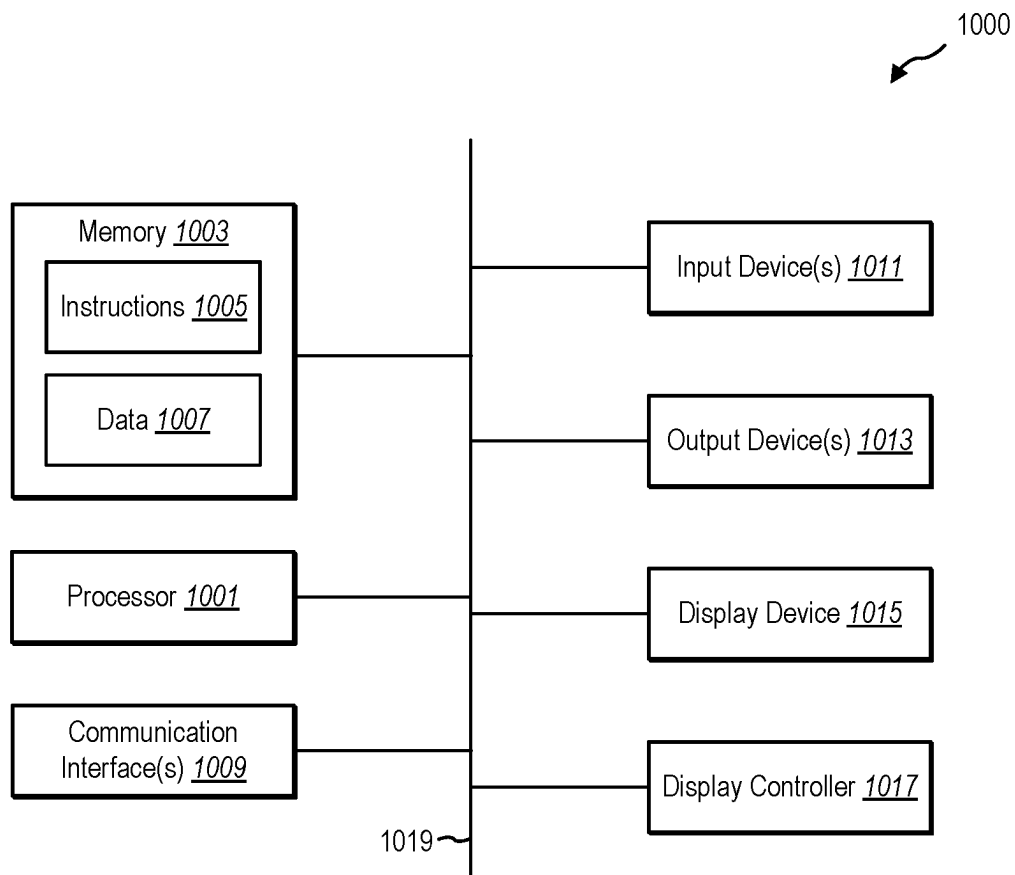 1000
Memory 1003
Instructions 1005
Data 1007
Processor 1001
Communication
Interface(s) 1009
Input Device(s) 1011
Output Device(s) 1013
Display Device 1015
Display Controller 1017
1019